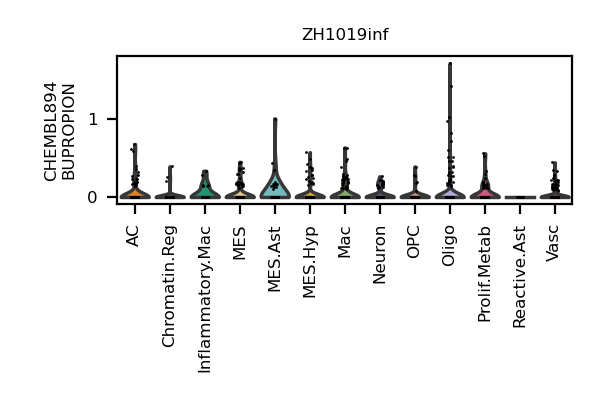 ZH1019inf
CHEMBL894
BUPROPION
1
0
AC
Chromatin.Reg
Inflammatory.Mac
MES
MES.Ast
MES.Hyp
Mac
Neuron
OPC
Oligo
Prolif.Metab
Reactive.Ast
Vasc